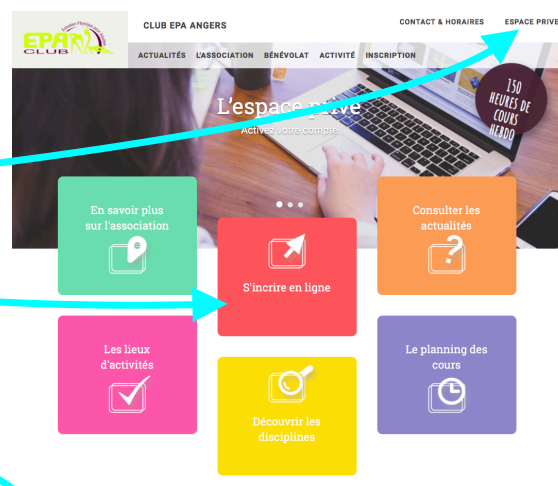 EPA
CLUB
CLUB EPA ANGERS
CONTACT & HORAIRES ESPACE PRIVE
ACTUALITÉS L'ASSOCIATION BÉNÉVOLAT ACTIVITÉ INSCRIPTION
L'espace privé
Activez votre compte
150
HEURES DE
COURS
HEBDO
En savoir plus
sur l'association
S'incrire en ligne
Consulter les
actualités
Les lieux
d'activités
Découvrir les
disciplines
Le planning des
cours